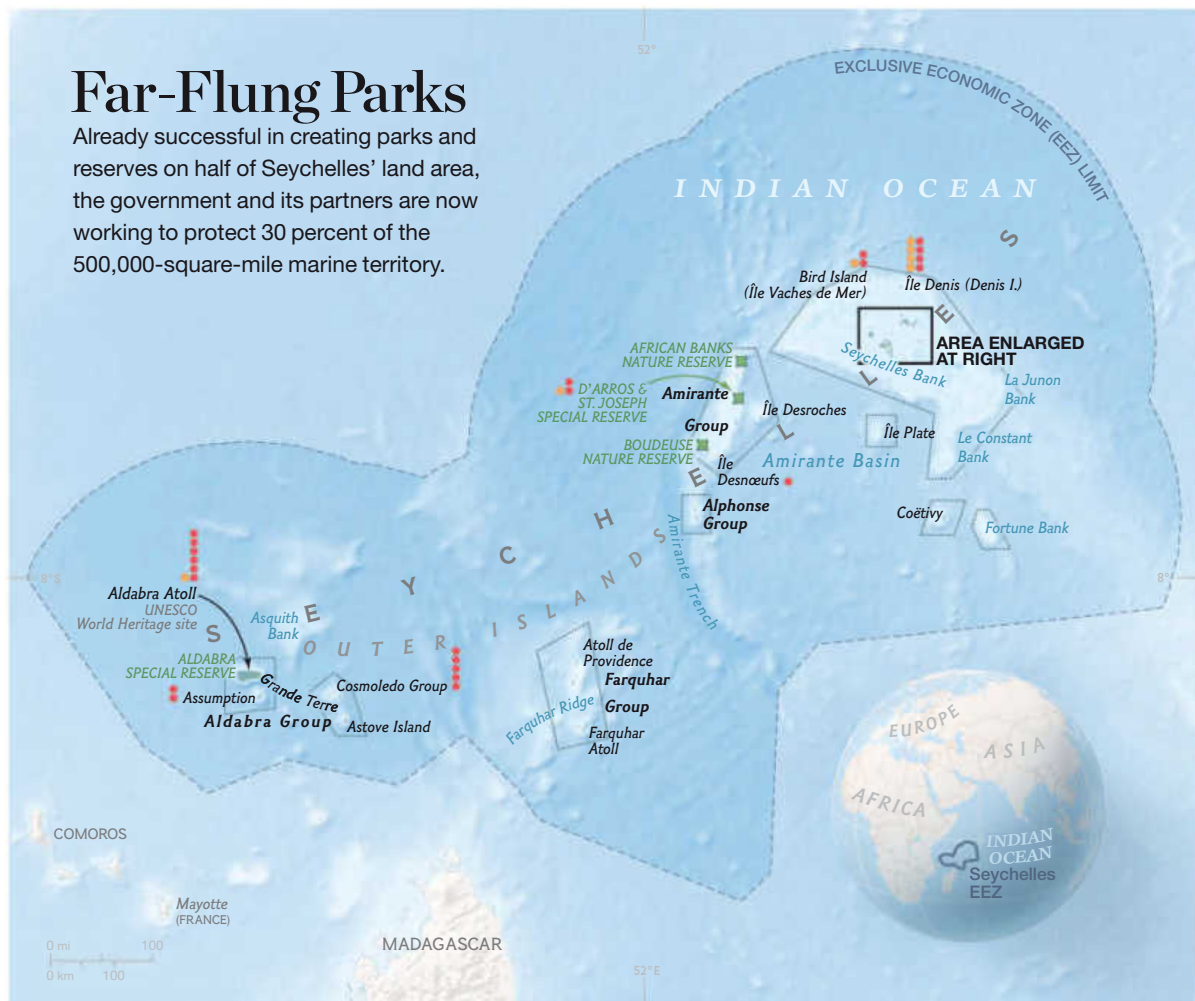 52°
EXCLUSIVE ECONOMIC ZONE (EEZ) LIMIT
Far-Flung Parks
Already successful in creating parks and
reserves on half of Seychelles’ land area,
the government and its partners are now
working to protect 30 percent of the
500,000-square-mile marine territory.
INDIAN OCEAN
Bird Island
(Île Vaches de Mer)
Île Denis (Denis I.)
AREA ENLARGED
AT RIGHT
Seychelles Bank
La Junon
Bank
AFRICAN BANKS
NATURE RESERVE
D’ARROS &
ST. JOSEPH
SPECIAL RESERVE
Amirante
Group
Île Desroches
BOUDEUSE
NATURE RESERVE
Île Plate
Le Constant
Bank
Île
Desnœufs
Amirante Basin
Alphonse
Group
Coëtivy
Fortune Bank
Amirante Trench
SEYCHELLES
OUTER ISLANDS
8°S
8°
Aldabra Atoll
UNESCO
World Heritage site
Asquith
Bank
ALDABRA
SPECIAL RESERVE
Grande Terre
Assumption
Aldabra Group
Cosmoledo Group
Astove Island
Atoll de
Providence
Farquhar
Group
Farquhar Ridge
Farquhar
Atoll
EUROPE
ASIA
AFRICA
INDIAN
OCEAN
Seychelles
EEZ
COMOROS
Mayotte
(FRANCE)
MADAGASCAR
0 mi 100
0 km 100
52°E